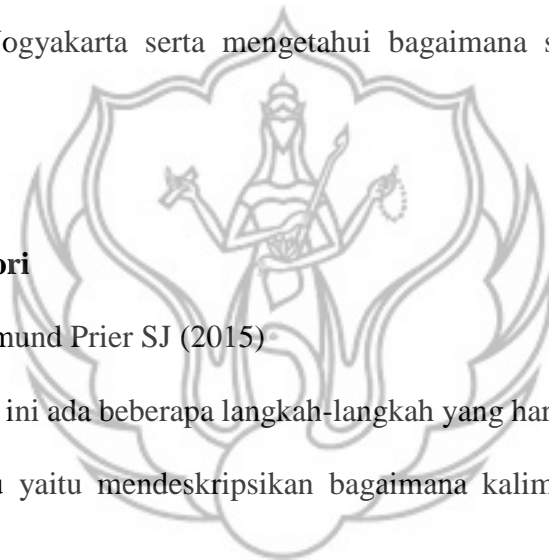 ogyakarta serta mengetahui bagaimana s
ori
mund Prier SJ (2015)
ini ada beberapa langkah-langkah yang har
yaitu mendeskripsikan bagaimana kalim